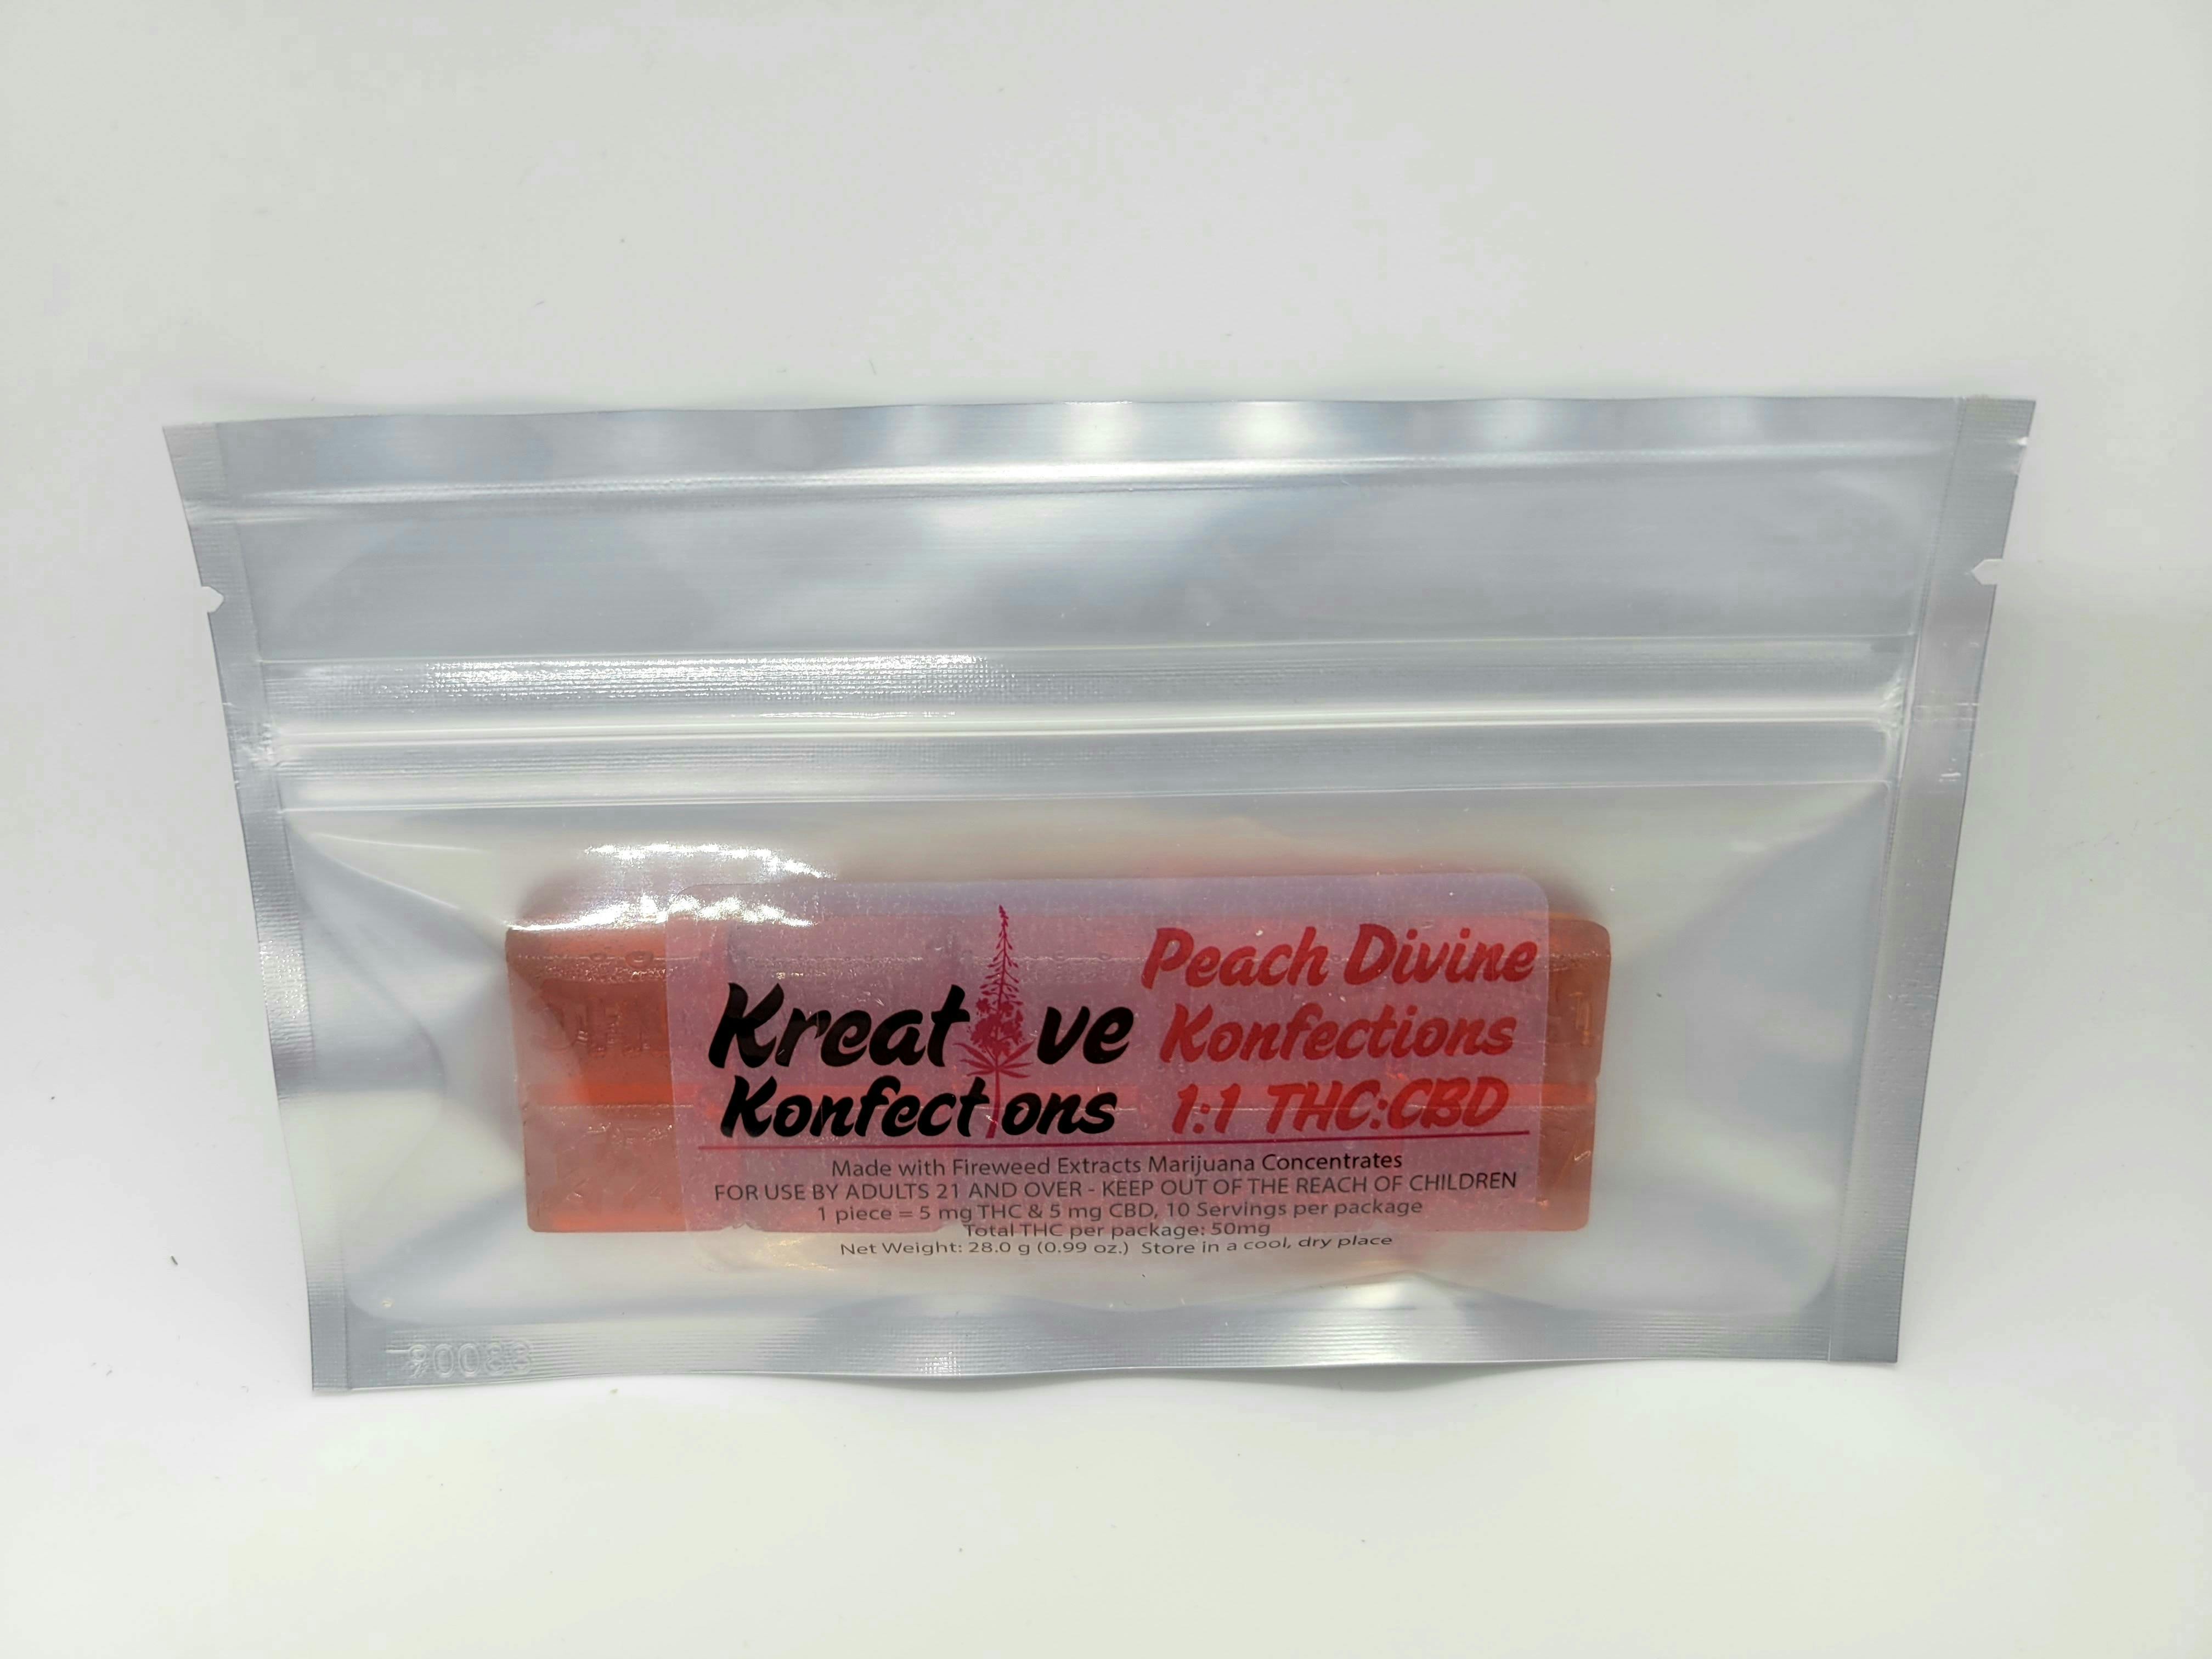 Kreative
Konfections
Peach Divine
Konfections
1:1 THC:CBD
Made with Fireweed Extracts Marijuana Concentrates
FOR USE BY ADULTS 21 AND OVER - KEEP OUT OF THE REACH OF CHILDREN
1 piece = 5 mg THC & 5 mg CBD, 10 Servings per package
Total THC per package: 50mg
Net Weight: 28.0 g (0.99 oz.) Store in a cool, dry place